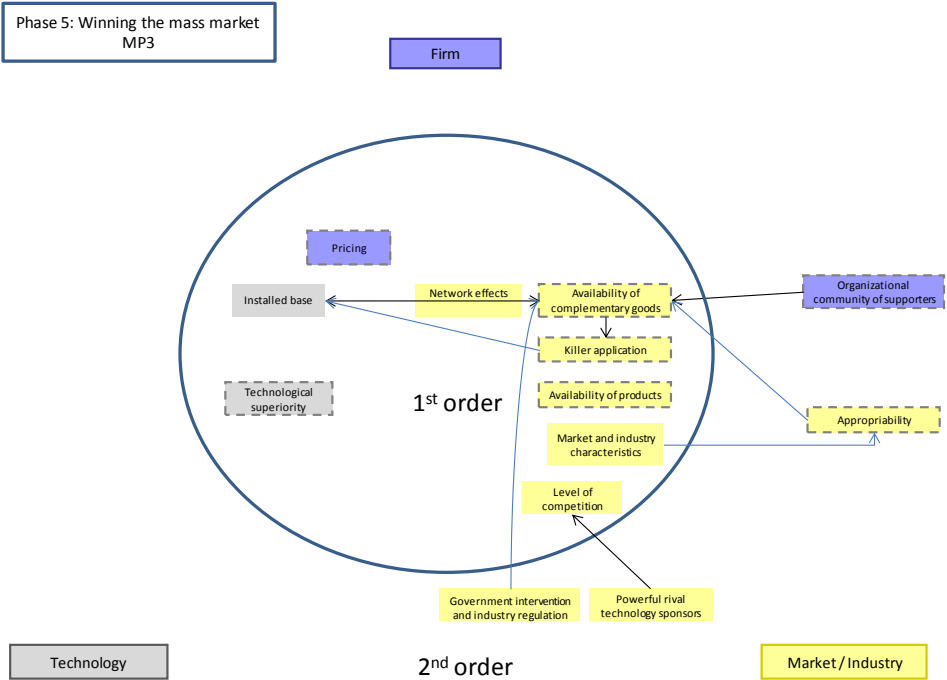 Phase 5: Winning the mass market
MP3
Firm
Pricing
Installed base
Network effects
Availability of
complementary goods
Organizational
community of supporters
Killer application
Technological
superiority
1st order
Availability of products
Appropriability
Market and industry
characteristics
Level of
competition
Government intervention
and industry regulation
Powerful rival
technology sponsors
Technology
2nd order
Market / Industry